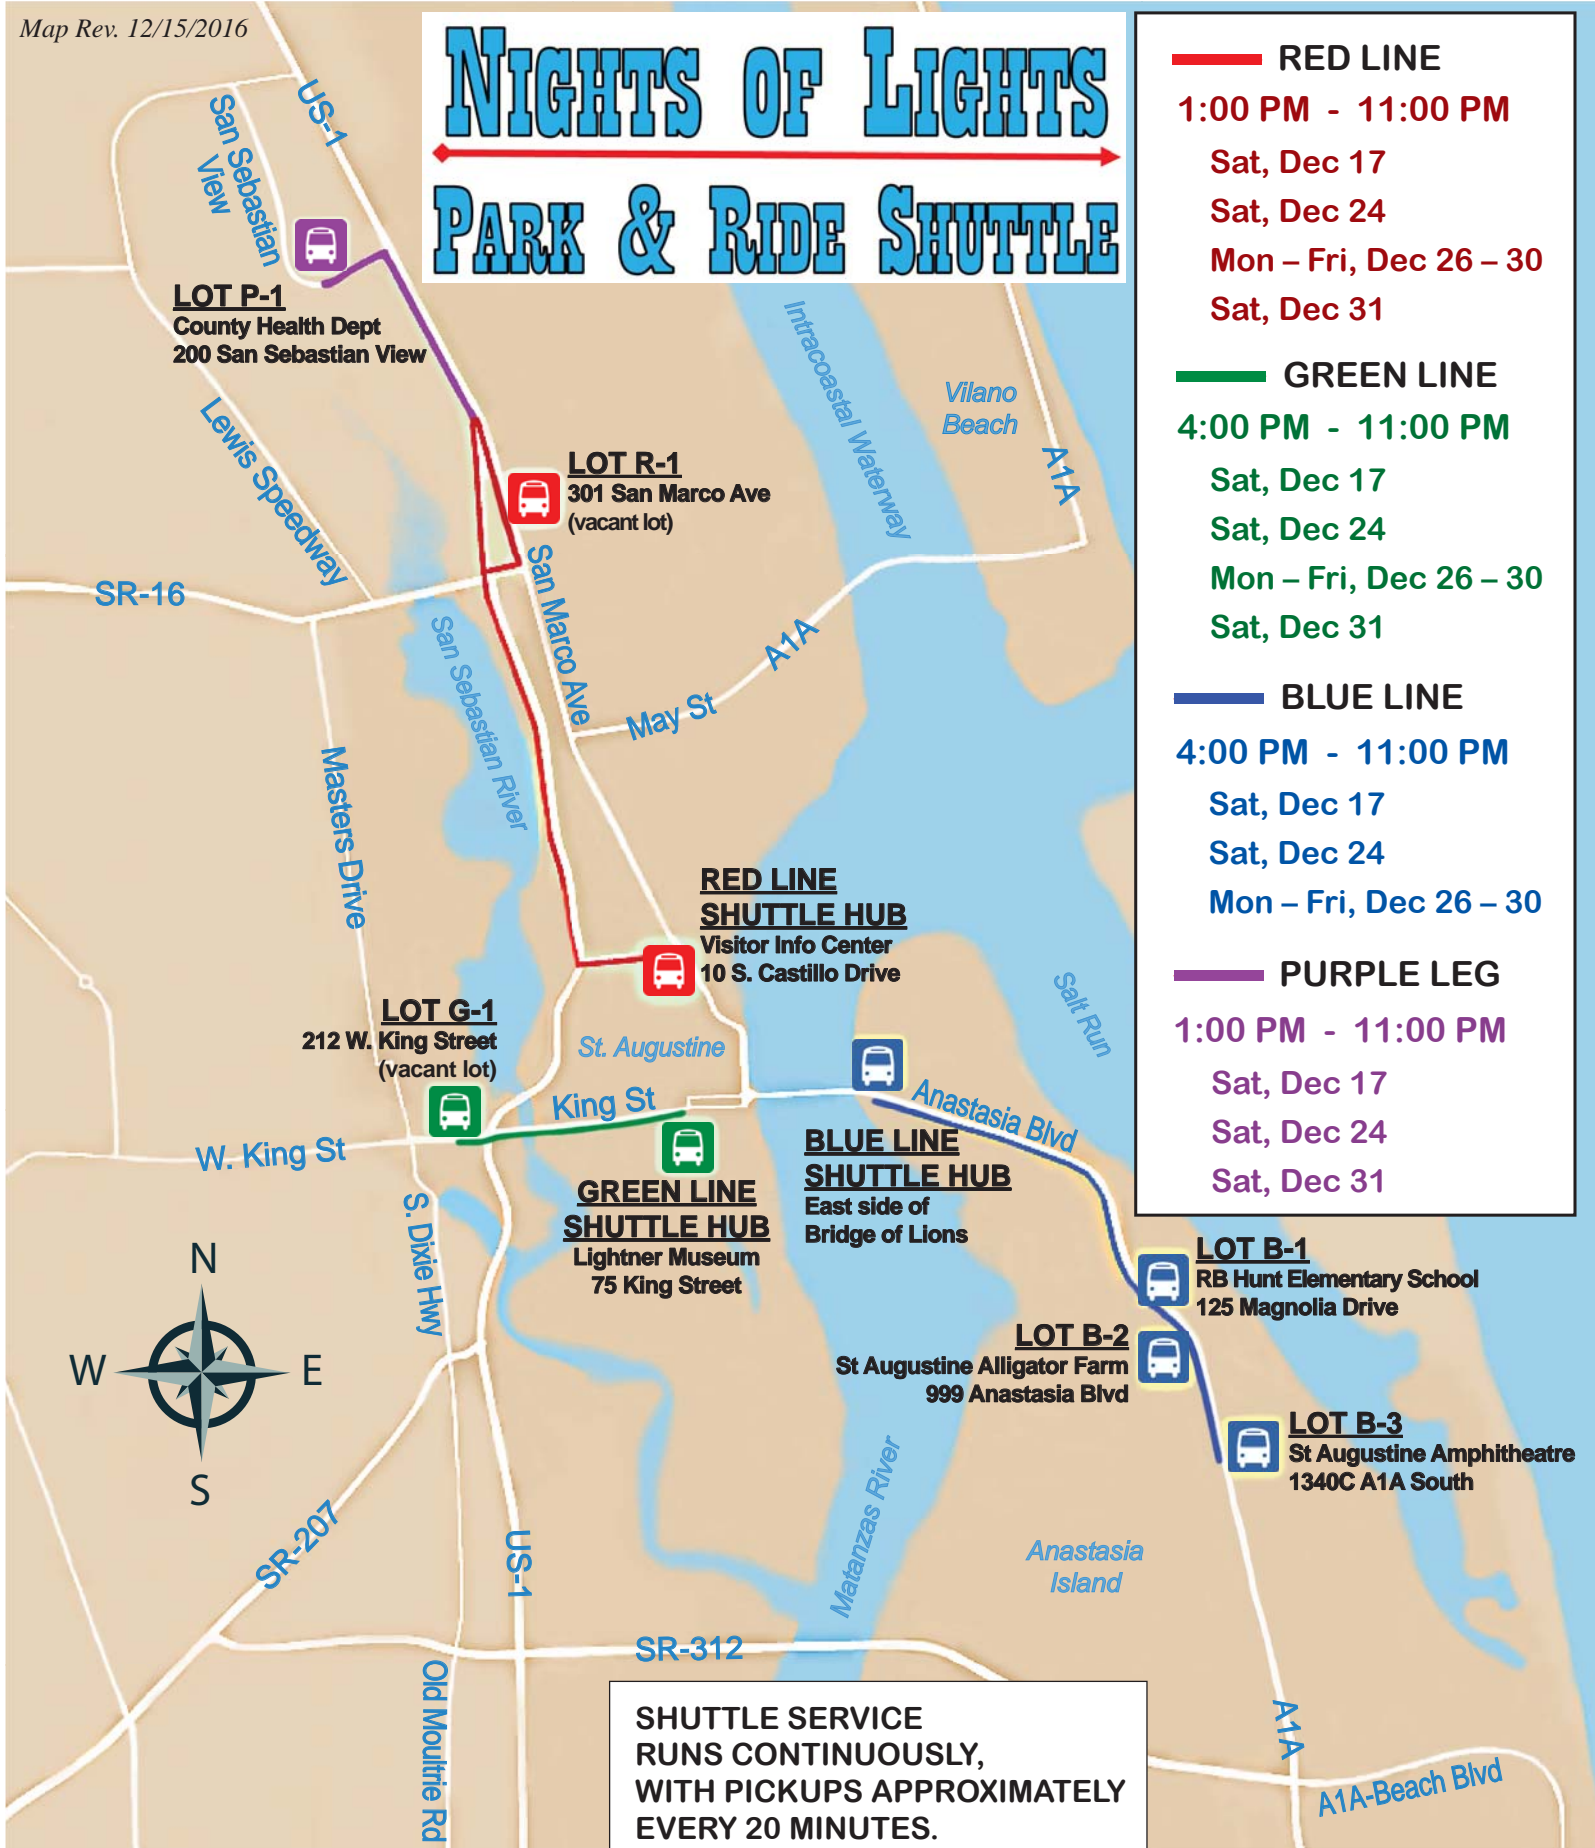 Map Rev. 12/15/2016
NIGHTS OF LIGHTS
PARK & RIDE SHUTTLE
RED LINE
1:00 PM - 11:00 PM
Sat, Dec 17
Sat, Dec 24
Mon – Fri, Dec 26 – 30
Sat, Dec 31
GREEN LINE
4:00 PM - 11:00 PM
Sat, Dec 17
Sat, Dec 24
Mon – Fri, Dec 26 – 30
Sat, Dec 31
BLUE LINE
4:00 PM - 11:00 PM
Sat, Dec 17
Sat, Dec 24
Mon – Fri, Dec 26 – 30
PURPLE LEG
1:00 PM - 11:00 PM
Sat, Dec 17
Sat, Dec 24
Sat, Dec 31
US-1
San Sebastian
View
LOT P-1
County Health Dept
200 San Sebastian View
Intracoastal Waterway
Vilano
Beach
A1A
Lewis Speedway
LOT R-1
301 San Marco Ave
(vacant lot)
SR-16
San Marco Ave
San Sebastian River
A1A
May St
Masters Drive
RED LINE
SHUTTLE HUB
Visitor Info Center
10 S. Castillo Drive
Salt Run
LOT G-1
212 W. King Street
(vacant lot)
St. Augustine
King St
Anastasia Blvd
W. King St
BLUE LINE
SHUTTLE HUB
East side of
Bridge of Lions
GREEN LINE
SHUTTLE HUB
Lightner Museum
75 King Street
S. Dixie Hwy
LOT B-1
RB Hunt Elementary School
125 Magnolia Drive
N
W
E
S
LOT B-2
St Augustine Alligator Farm
999 Anastasia Blvd
LOT B-3
St Augustine Amphitheatre
1340C A1A South
Matanzas River
SR-207
US-1
Anastasia
Island
SR-312
Old Moultrie Rd
A1A
A1A-Beach Blvd
SHUTTLE SERVICE
RUNS CONTINUOUSLY,
WITH PICKUPS APPROXIMATELY
EVERY 20 MINUTES.